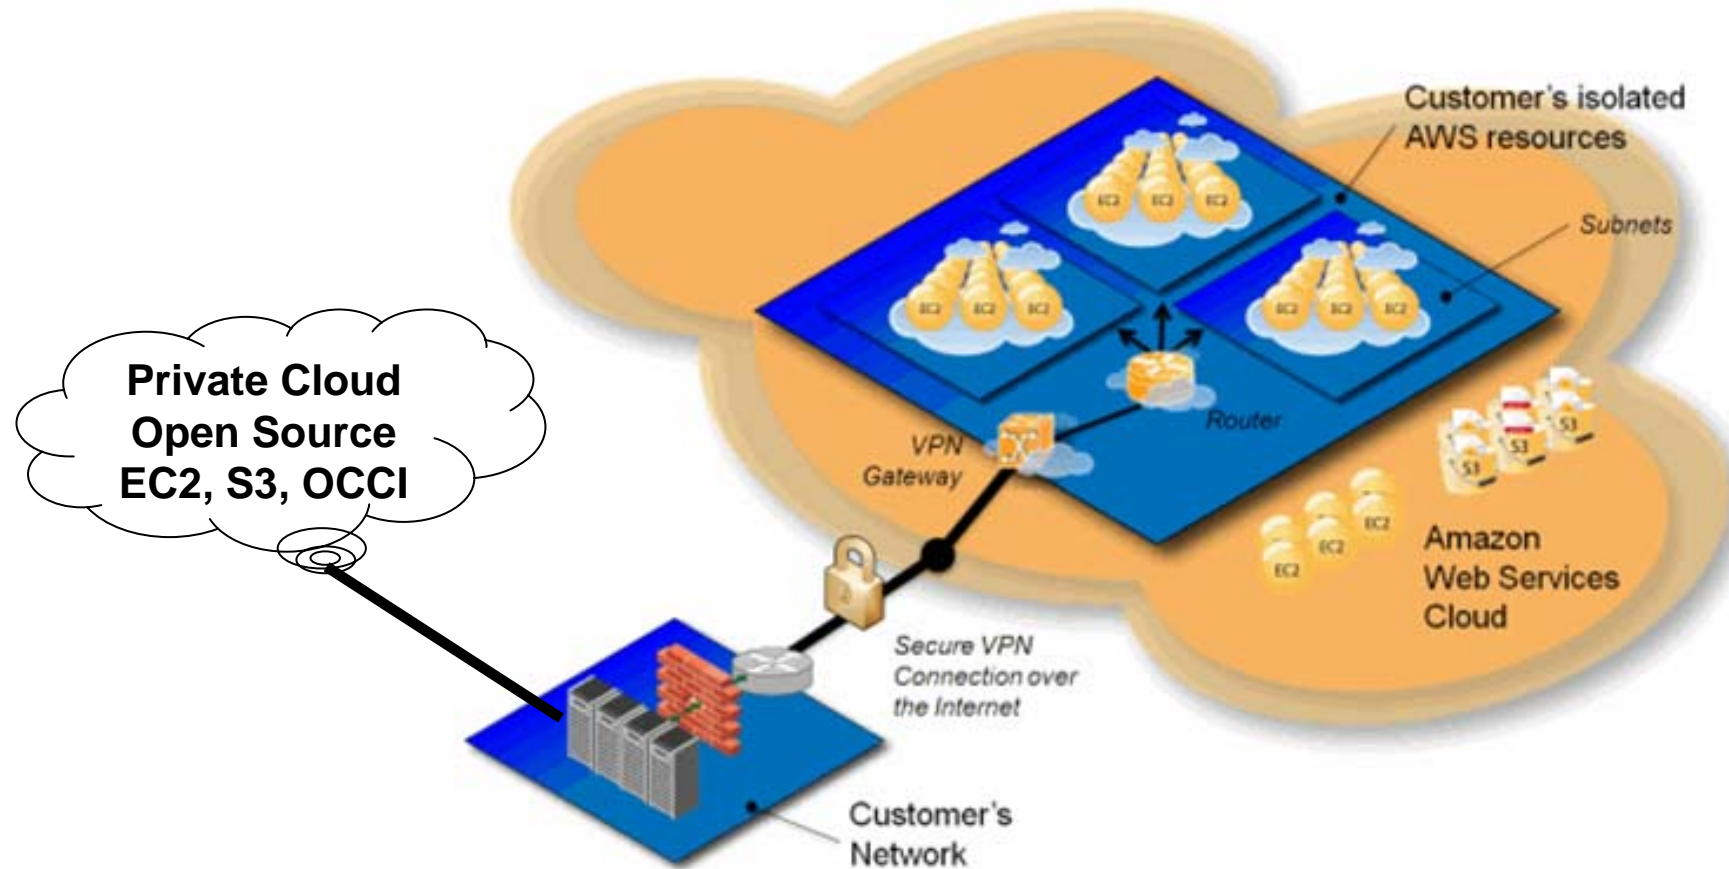 Customer's isolated
AWS resources
Subnets
EC2 EC2 EC2
EC2 EC2 EC2
EC2 EC2 EC2
Private Cloud
Open Source
EC2, S3, OCCI
Router
VPN
Gateway
S3 S3 S3
EC2 EC2 EC2
Amazon
Web Services
Cloud
Secure VPN
Connection over
the Internet
Customer's
Network